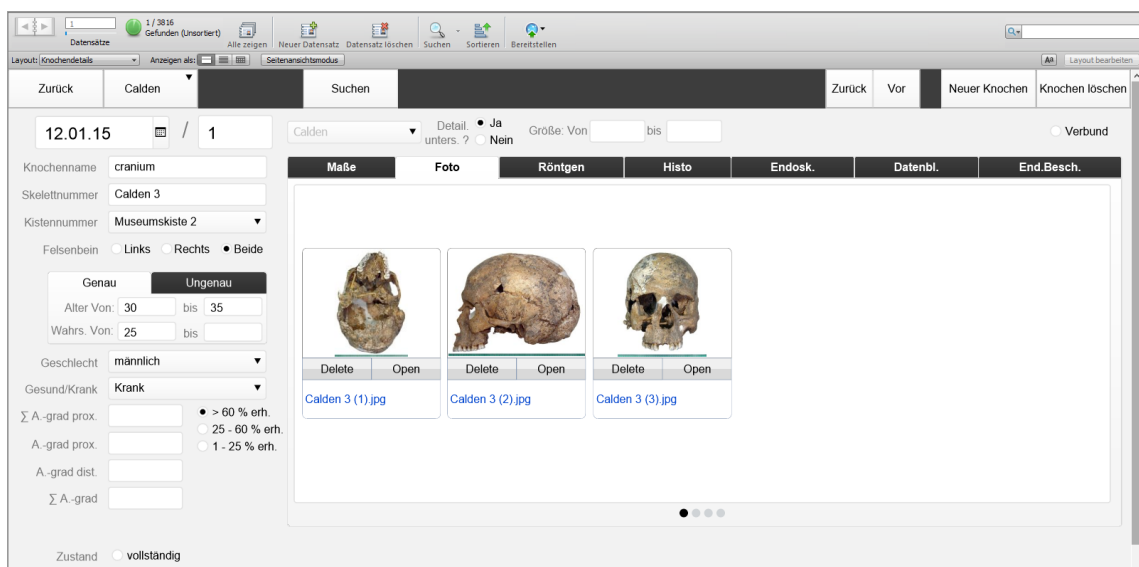 1
1 / 3816
Gefunden (Unsortiert)
Datensätze
Alle zeigen
Neuer Datensatz
Datensatz löschen
Suchen
Sortieren
Bereitstellen
Layout: Knochendetails
Anzeigen als:
Seitenansichtsmodus
Aa
Layout bearbeiten
Zurück
Calden
Suchen
Zurück
Vor
Neuer Knochen
Knochen löschen
12.01.15 / 1
Calden
Detail. unters. ?
Ja
Nein
Größe: Von
bis
Verbund
Knochenname cranium
Skelettnummer Calden 3
Kistennummer Museumskiste 2
Felsenbein Links Rechts Beide
Genau Ungenau
Alter Von: 30 bis 35
Wahrs. Von: 25 bis
Geschlecht männlich
Gesund/Krank Krank
∑ A.-grad prox.
A.-grad prox.
A.-grad dist.
∑ A.-grad
> 60 % erh.
25 - 60 % erh.
1 - 25 % erh.
Zustand vollständig
Maße Foto Röntgen Histo Endosk. Datenbl. End.Besch.
Delete Open Delete Open Delete Open
Calden 3 (1).jpg Calden 3 (2).jpg Calden 3 (3).jpg